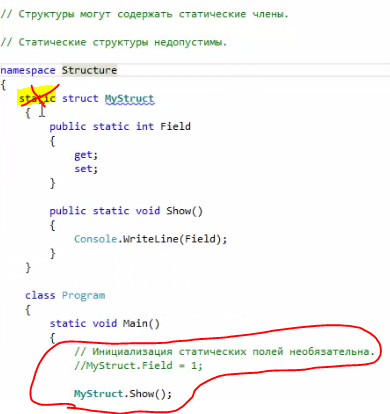 // Структуры могут содержать статические члены.
// Статические структуры недопустимы.
namespace Structure
{
static struct MyStruct
{
public static int Field
{
get;
set;
}
public static void Show()
{
Console.WriteLine(Field);
}
}
class Program
{
static void Main()
{
// Инициализация статических полей необязательна.
//MyStruct.Field = 1;
MyStruct.Show();